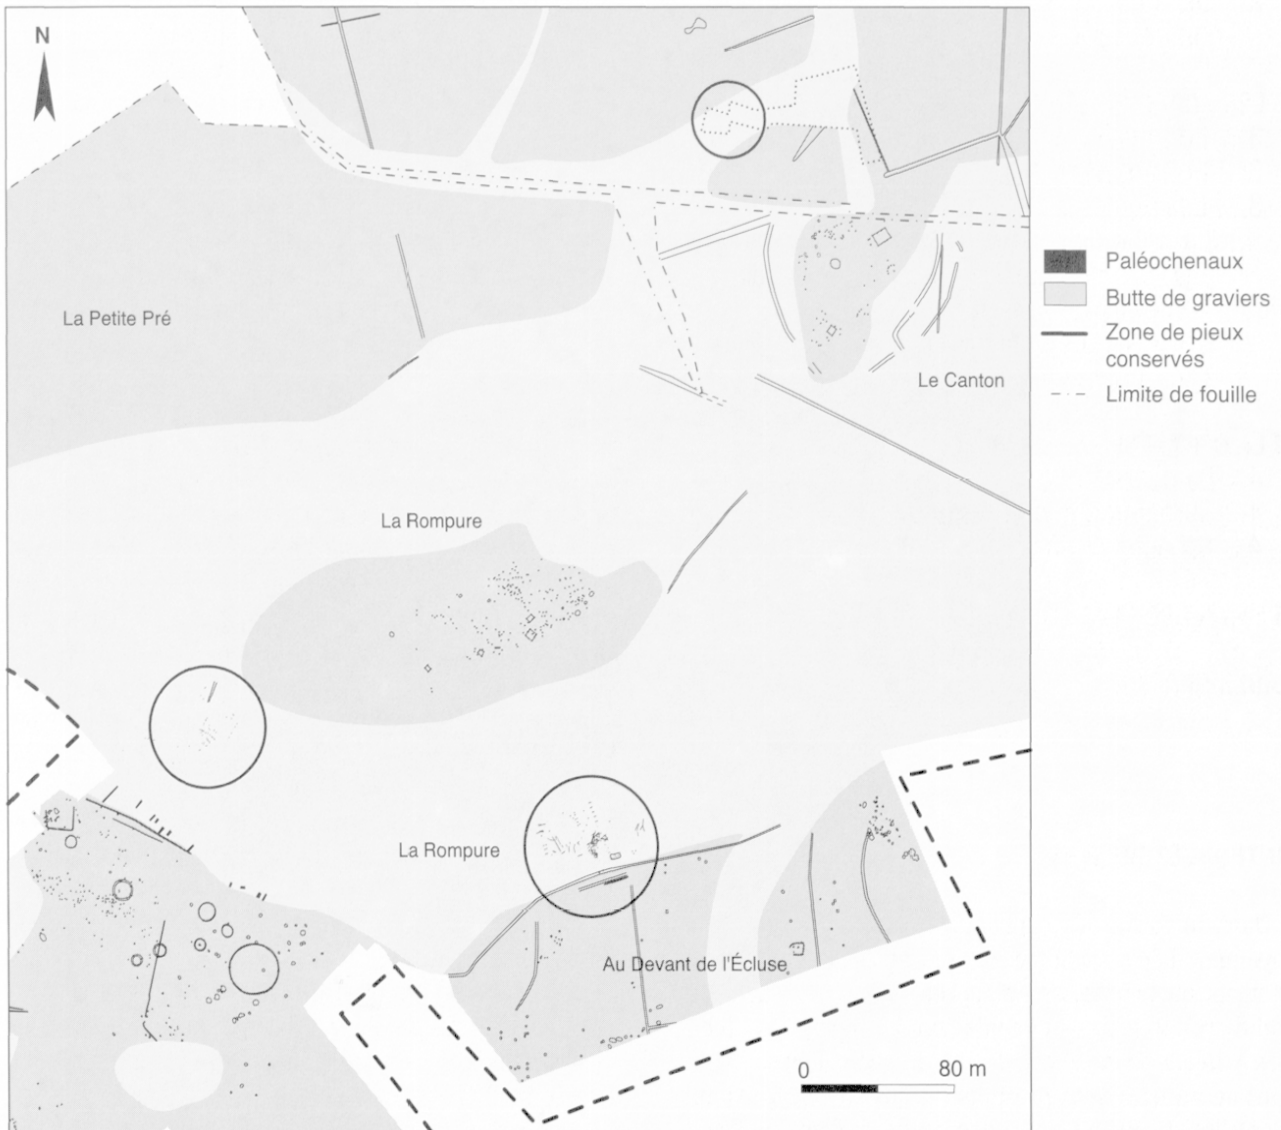 N
La Petite Pré
Le Canton
La Rompure
La Rompure
Au Devant de l'Écluse
0 80 m
Paléochenaux
Butte de graviers
Zone de pieux
conservés
Limite de fouille